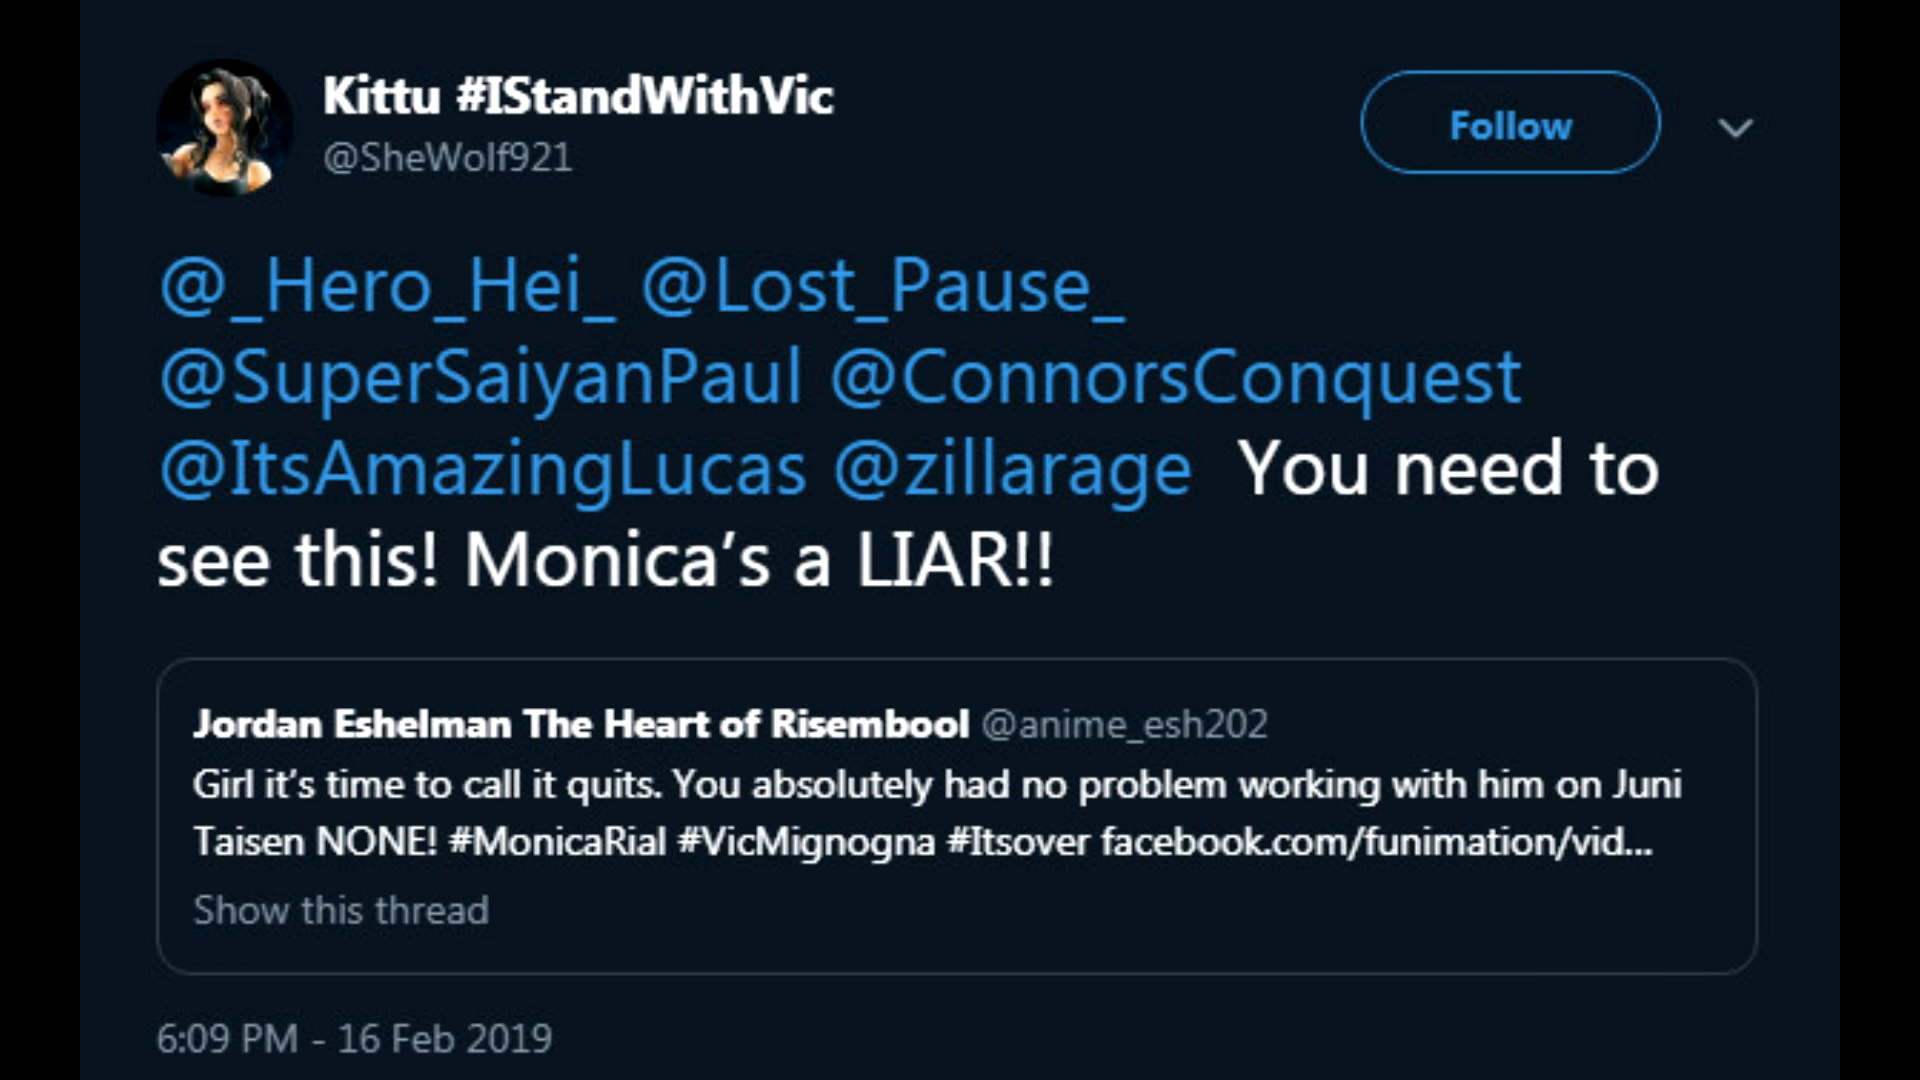 Kittu #IStandWithVic
@SheWolf921
Follow
@_Hero_Hei_ @Lost_Pause_
@SuperSaiyanPaul @ConnorsConquest
@ItsAmazingLucas @zillarage You need to
see this! Monica’s a LIAR!!
Jordan Eshelman The Heart of Risembool @anime_esh202
Girl it’s time to call it quits. You absolutely had no problem working with him on Juni
Taisen NONE! #MonicaRial #VicMignogna #Itsover facebook.com/funimation/vid...
Show this thread
6:09 PM - 16 Feb 2019